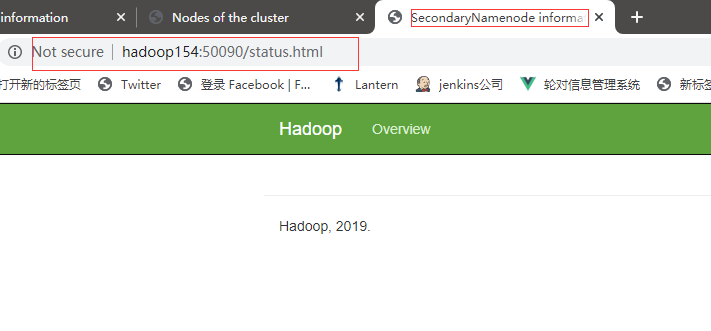 information
Nodes of the cluster
SecondaryNamenode informa
Not secure
hadoop154:50090/status.html
打开新的标签页
Twitter
登录 Facebook | F...
Lantern
jenkins公司
轮对信息管理系统
新标签
Hadoop
Overview
Hadoop, 2019.